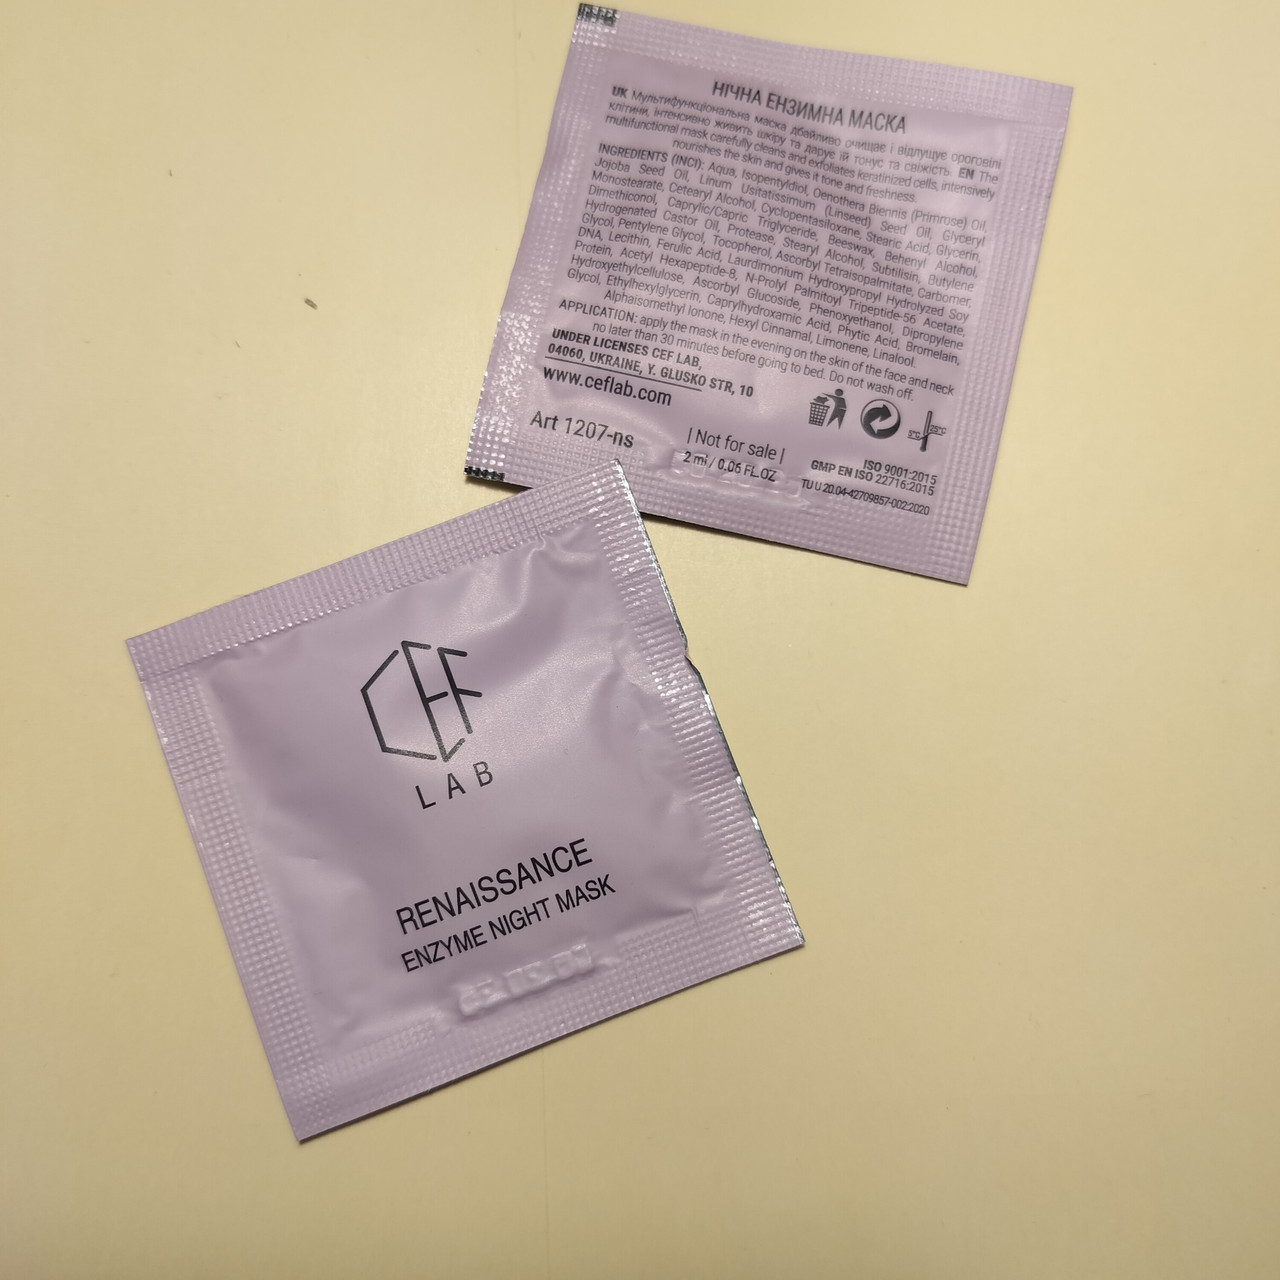 НІЧНА ЕНЗИМНА МАСКА
UK Мультифункціональна маска дбайливо очищає і відлущує ороговілі
клітини, інтенсивно живить шкіру та дарує їй тонус та свіжість. EN The
multifunctional mask carefully cleans and exfoliates keratinized cells, intensively
nourishes the skin and gives it tone and freshness.
INGREDIENTS (INCI): Aqua, Isopentyldiol, Oenothera Biennis (Primrose) Oil,
Jojoba Seed Oil, Linum Usitatissimum (Linseed) Seed Oil, Glyceryl
Monostearate, Cetearyl Alcohol, Cyclopentasiloxane, Stearic Acid, Glycerin,
Dimethiconol, Caprylic/Capric Triglyceride, Beeswax, Behenyl Alcohol,
Hydrogenated Castor Oil, Protease, Stearyl Alcohol, Subtilisin, Butylene
Glycol, Pentylene Glycol, Tocopherol, Ascorbyl Tetraisopalmitate, Carbomer,
DNA, Lecithin, Ferulic Acid, Laurdimonium Hydroxypropyl Hydrolyzed Soy
Protein, Acetyl Hexapeptide-8, N-Prolyl Palmitoyl Tripeptide-56 Acetate,
Hydroxyethylcellulose, Ascorbyl Glucoside, Phenoxyethanol, Dipropylene
Glycol, Ethylhexylglycerin, Caprylhydroxamic Acid, Phytic Acid, Bromelain,
Alphaisomethyl Ionone, Hexyl Cinnamal, Limonene, Linalool.
APPLICATION: apply the mask in the evening on the skin of the face and neck
no later than 30 minutes before going to bed. Do not wash off.
UNDER LICENSES CEF LAB,
04060, UKRAINE, Y. GLUSKO STR, 10
www.ceflab.com
5°C 25°C
Art 1207-ns
| Not for sale |
2 ml / 0.06 FL.OZ
ISO 9001:2015
GMP EN ISO 22716:2015
TU U 20.04-42709857-002:2020
CEF
LAB
RENAISSANCE
ENZYME NIGHT MASK